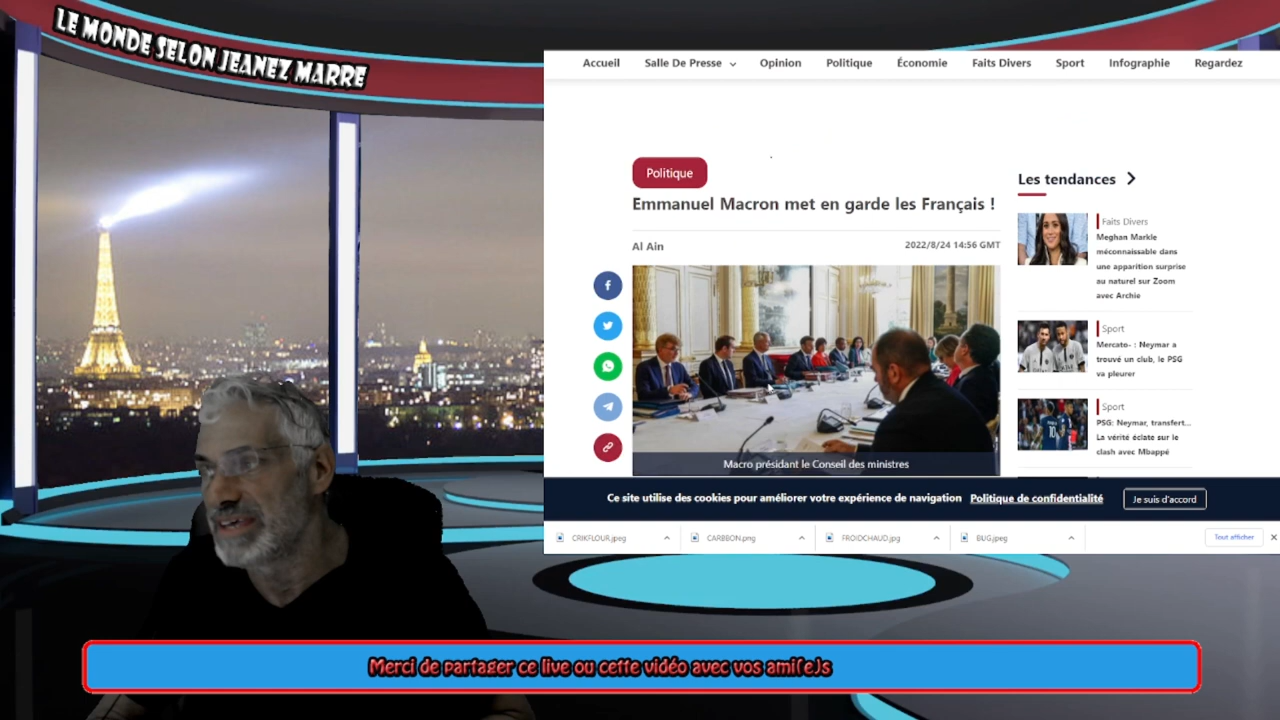 LE MONDE SELON JEANEZ MARRE
Accueil Salle De Presse Opinion Politique Économie Faits Divers Sport Infographie Regardez
Politique
Emmanuel Macron met en garde les Français !
Al Ain 2022/8/24 14:56 GMT
Macro présidant le Conseil des ministres
Les tendances
Faits Divers
Meghan Markle
méconnaissable dans
une apparition surprise
au naturel sur Zoom
avec Archie
Sport
Mercato- : Neymar a
trouvé un club, le PSG
va pleurer
Sport
PSG: Neymar, transfert...
La vérité éclate sur le
clash avec Mbappé
Ce site utilise des cookies pour améliorer votre expérience de navigation Politique de confidentialité Je suis d'accord
CRIKFLOUR.jpeg CARBBON.png FROIDCHAUD.jpg BUG.jpeg Tout afficher
Merci de partager ce live ou cette vidéo avec vos ami(e)s